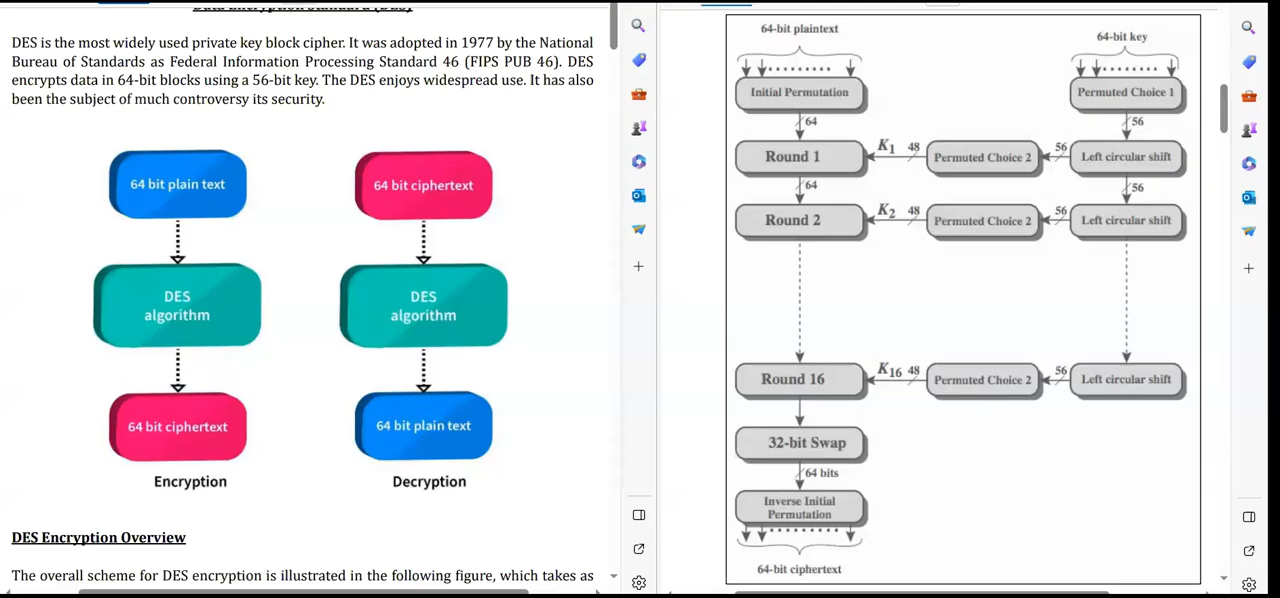 Data Encryption Standard (DES)
DES is the most widely used private key block cipher. It was adopted in 1977 by the National
Bureau of Standards as Federal Information Processing Standard 46 (FIPS PUB 46). DES
encrypts data in 64-bit blocks using a 56-bit key. The DES enjoys widespread use. It has also
been the subject of much controversy its security.
64 bit plain text
64 bit ciphertext
DES
algorithm
DES
algorithm
64 bit ciphertext
64 bit plain text
Encryption
Decryption
DES Encryption Overview
The overall scheme for DES encryption is illustrated in the following figure, which takes as
64-bit plaintext
64-bit key
Initial Permutation
Permuted Choice 1
64
56
Round 1
K1
48
Permuted Choice 2
56
Left circular shift
64
56
Round 2
K2
48
Permuted Choice 2
56
Left circular shift
Round 16
K16
48
Permuted Choice 2
56
Left circular shift
32-bit Swap
64 bits
Inverse Initial
Permutation
64-bit ciphertext